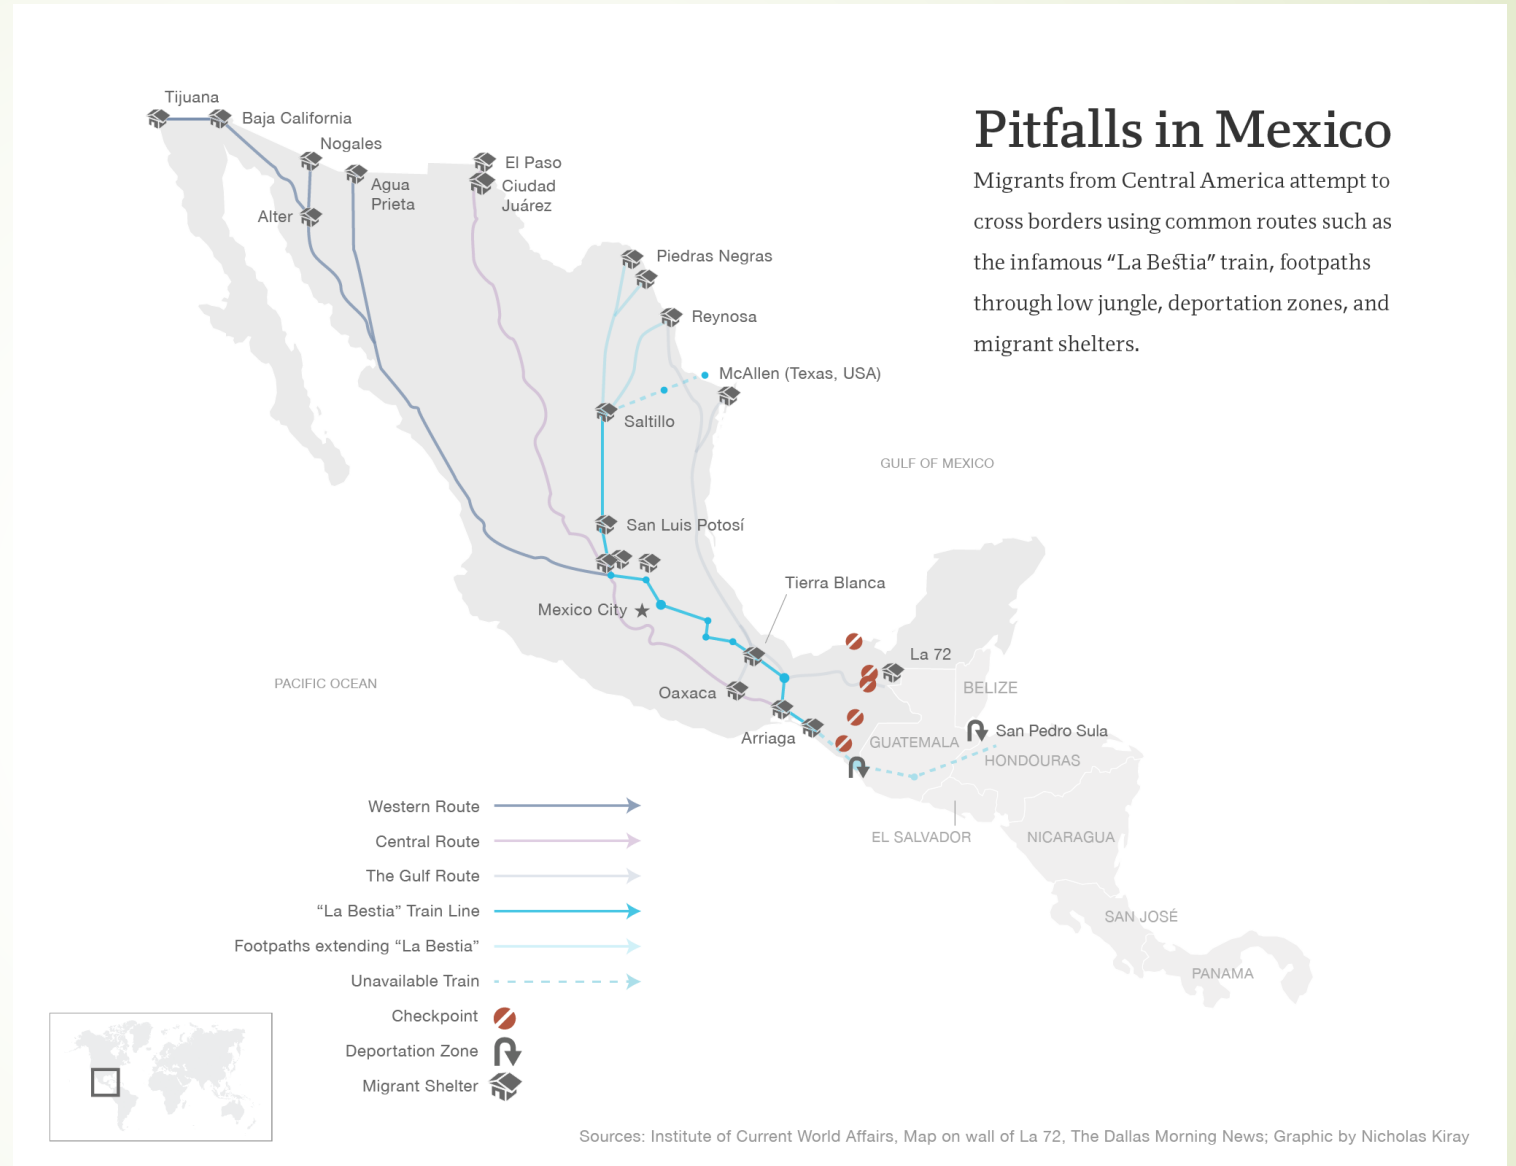 Pitfalls in Mexico
Migrants from Central America attempt to
cross borders using common routes such as
the infamous “La Bestia” train, footpaths
through low jungle, deportation zones, and
migrant shelters.
Tijuana
Baja California
Nogales
Agua
Prieta
Alter
El Paso
Ciudad
Juárez
Piedras Negras
Reynosa
McAllen (Texas, USA)
Saltillo
GULF OF MEXICO
San Luis Potosí
Tierra Blanca
Mexico City
La 72
PACIFIC OCEAN
Oaxaca
BELIZE
Arriaga
San Pedro Sula
GUATEMALA
HONDOURAS
EL SALVADOR
NICARAGUA
SAN JOSÉ
PANAMA
Western Route
Central Route
The Gulf Route
“La Bestia” Train Line
Footpaths extending “La Bestia”
Unavailable Train
Checkpoint
Deportation Zone
Migrant Shelter
Sources: Institute of Current World Affairs, Map on wall of La 72, The Dallas Morning News; Graphic by Nicholas Kiray